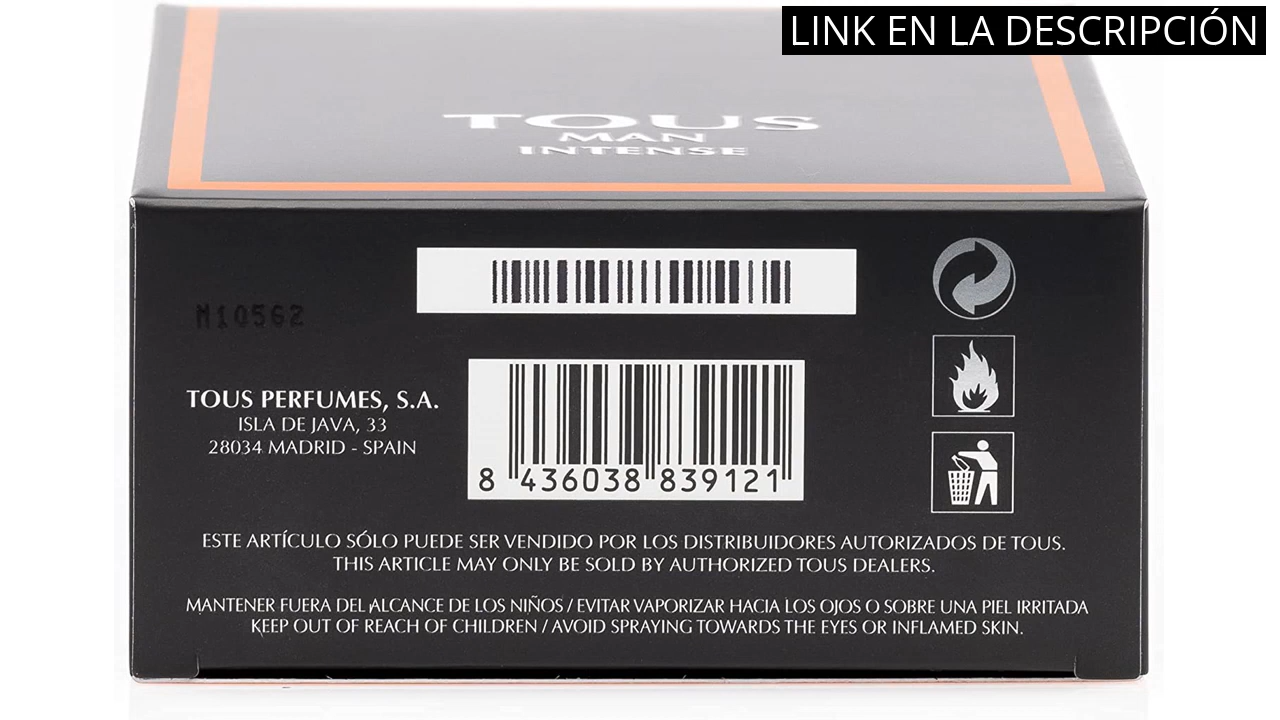 LINK EN LA DESCRIPCIÓN
TOUS
MAN
INTENSE
M10562
TOUS PERFUMES, S.A.
ISLA DE JAVA, 33
28034 MADRID - SPAIN
8 436038 839121
ESTE ARTÍCULO SÓLO PUEDE SER VENDIDO POR LOS DISTRIBUIDORES AUTORIZADOS DE TOUS.
THIS ARTICLE MAY ONLY BE SOLD BY AUTHORIZED TOUS DEALERS.
MANTENER FUERA DEL ALCANCE DE LOS NIÑOS / EVITAR VAPORIZAR HACIA LOS OJOS O SOBRE UNA PIEL IRRITADA
KEEP OUT OF REACH OF CHILDREN / AVOID SPRAYING TOWARDS THE EYES OR INFLAMED SKIN.